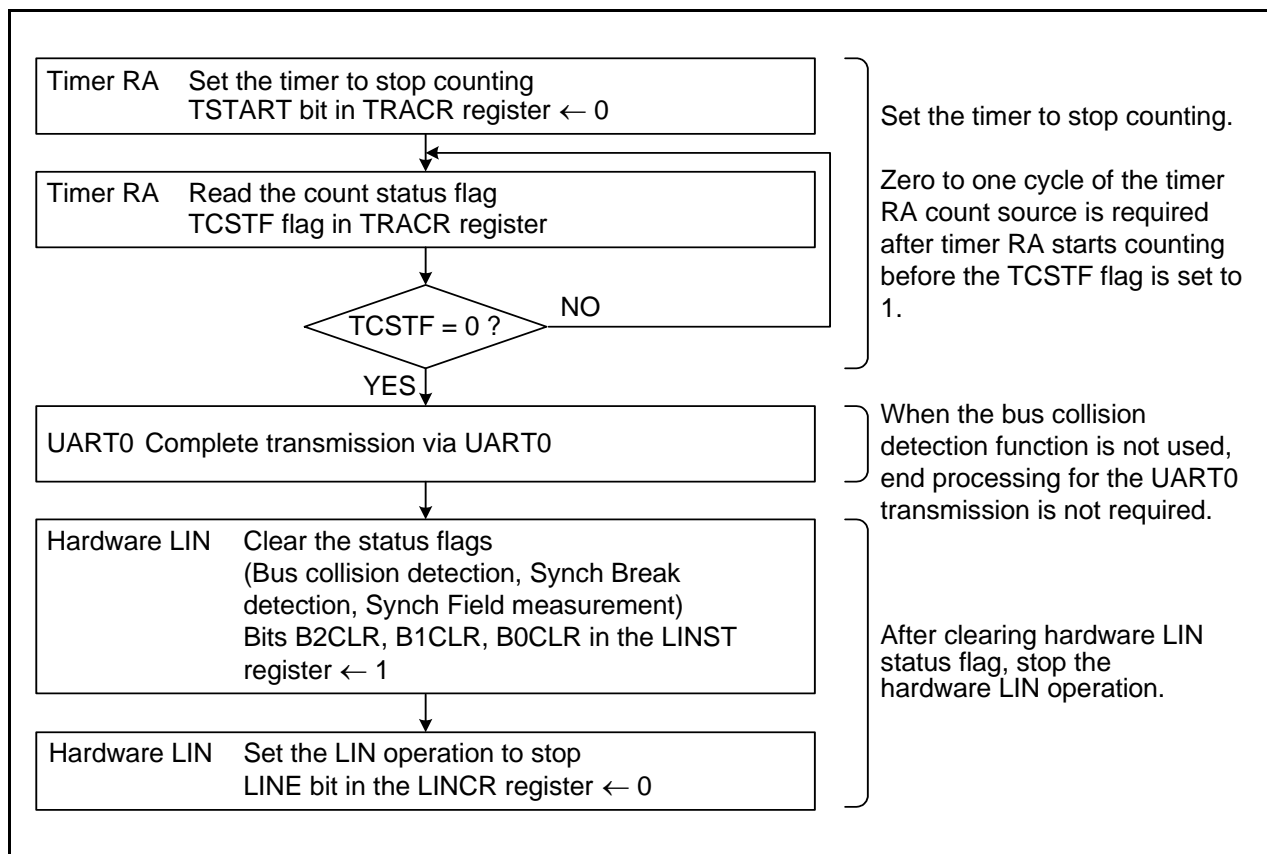 Timer RA Set the timer to stop counting
TSTART bit in TRACR register ← 0
Timer RA Read the count status flag
TCSTF flag in TRACR register
TCSTF = 0 ?
NO
YES
UART0 Complete transmission via UART0
Hardware LIN Clear the status flags
(Bus collision detection, Synch Break
detection, Synch Field measurement)
Bits B2CLR, B1CLR, B0CLR in the LINST
register ← 1
Hardware LIN Set the LIN operation to stop
LINE bit in the LINCR register ← 0
Set the timer to stop counting.
Zero to one cycle of the timer
RA count source is required
after timer RA starts counting
before the TCSTF flag is set to
1.
When the bus collision
detection function is not used,
end processing for the UART0
transmission is not required.
After clearing hardware LIN
status flag, stop the
hardware LIN operation.